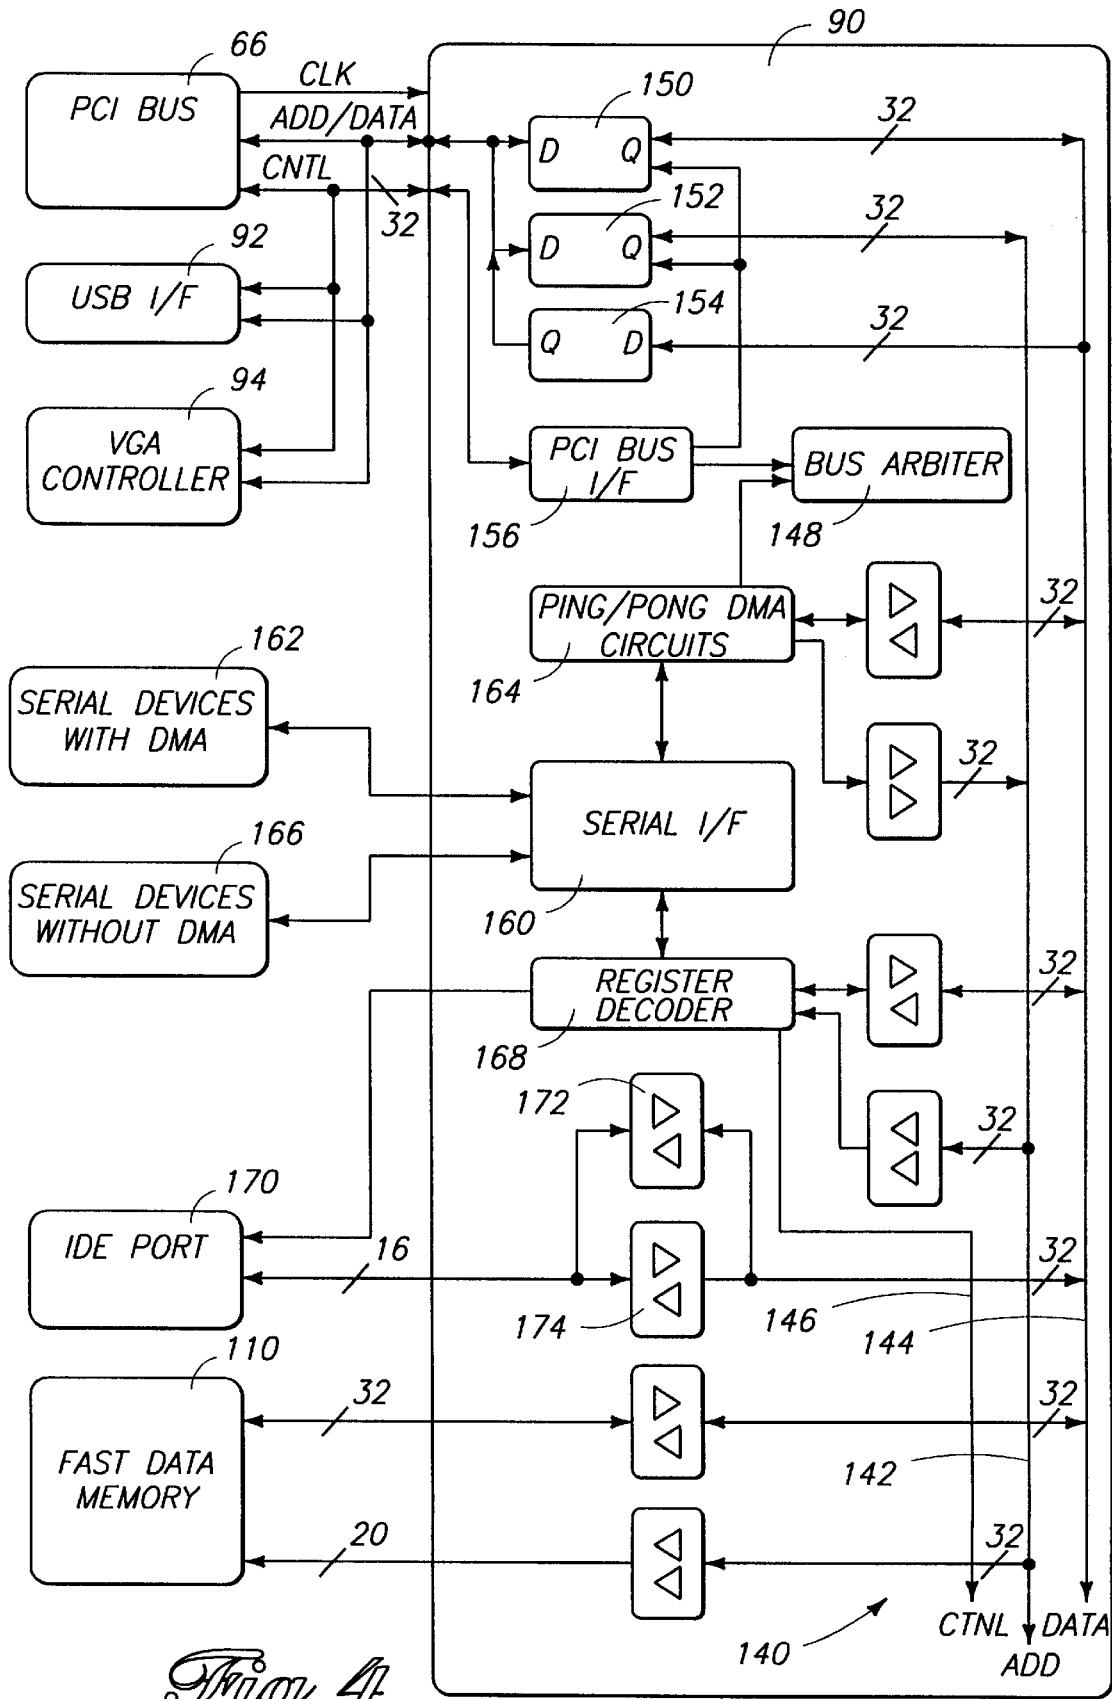 90
66
PCI BUS
CLK
ADD/DATA
CNTL
32
150
D Q
32
152
D Q
32
154
Q D
32
92
USB I/F
94
VGA
CONTROLLER
PCI BUS
I/F
156
BUS ARBITER
148
PING/PONG DMA
CIRCUITS
164
32
162
SERIAL DEVICES
WITH DMA
32
SERIAL I/F
160
166
SERIAL DEVICES
WITHOUT DMA
REGISTER
DECODER
168
32
172
32
170
IDE PORT
16
174
32
146
144
110
FAST DATA
MEMORY
32
32
142
20
32
140
CTNL DATA
ADD
Fig 4